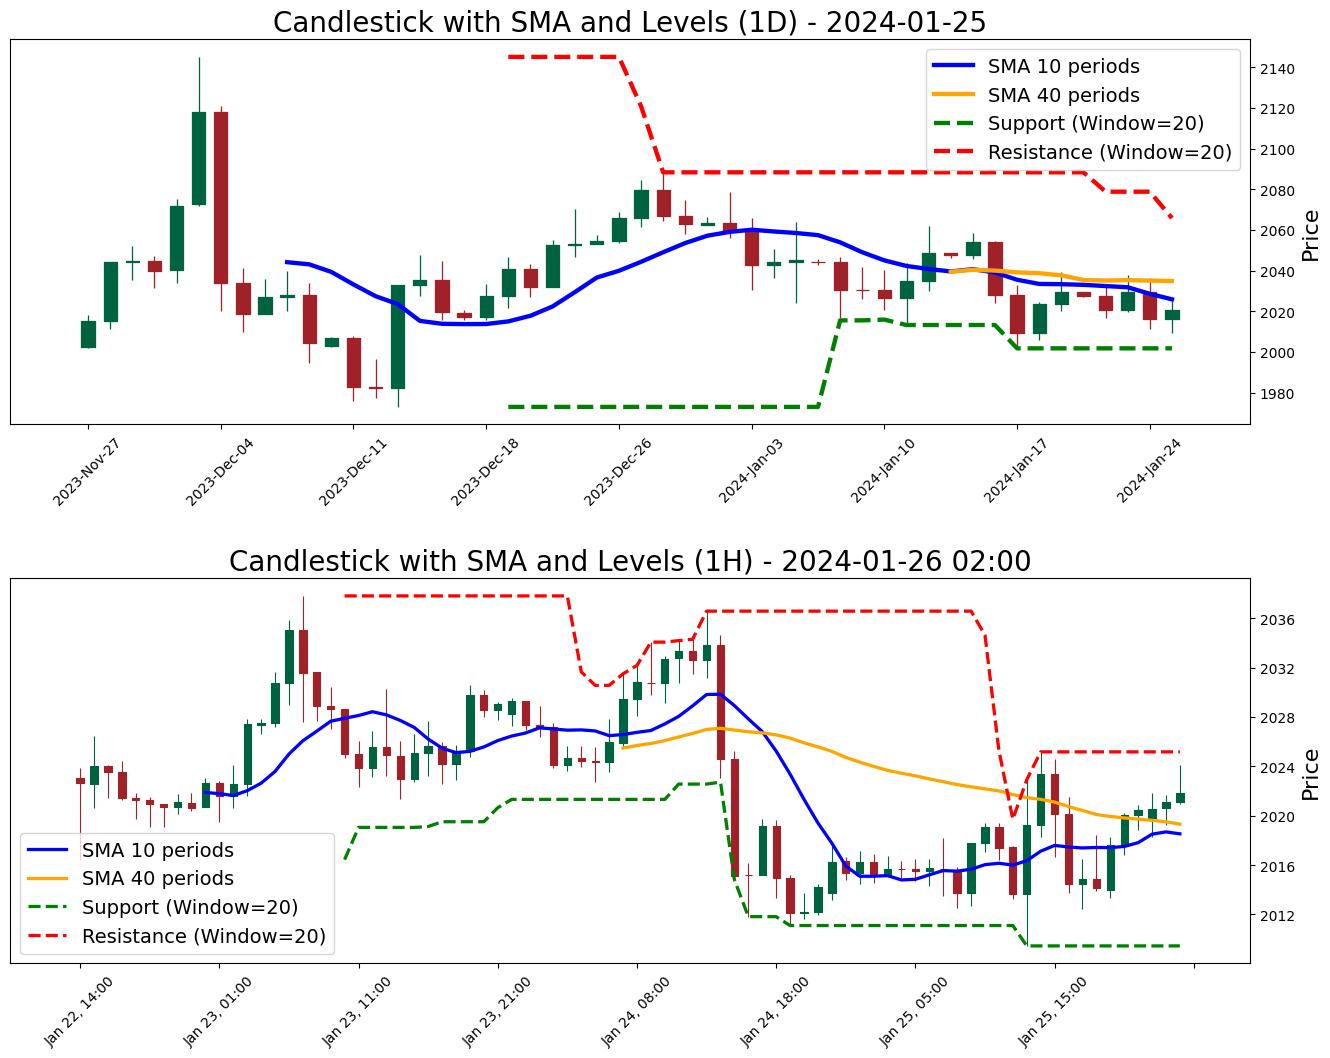 Candlestick with SMA and Levels (1D) - 2024-01-25
SMA 10 periods
SMA 40 periods
Support (Window=20)
Resistance (Window=20)
2140
2120
2100
2080
2060
2040
2020
2000
1980
Price
2023-Nov-27
2023-Dec-04
2023-Dec-11
2023-Dec-18
2023-Dec-26
2024-Jan-03
2024-Jan-10
2024-Jan-17
2024-Jan-24
Candlestick with SMA and Levels (1H) - 2024-01-26 02:00
2036
2032
2028
2024
2020
2016
2012
Price
SMA 10 periods
SMA 40 periods
Support (Window=20)
Resistance (Window=20)
Jan 22, 14:00
Jan 23, 01:00
Jan 23, 11:00
Jan 23, 21:00
Jan 24, 08:00
Jan 24, 18:00
Jan 25, 05:00
Jan 25, 15:00